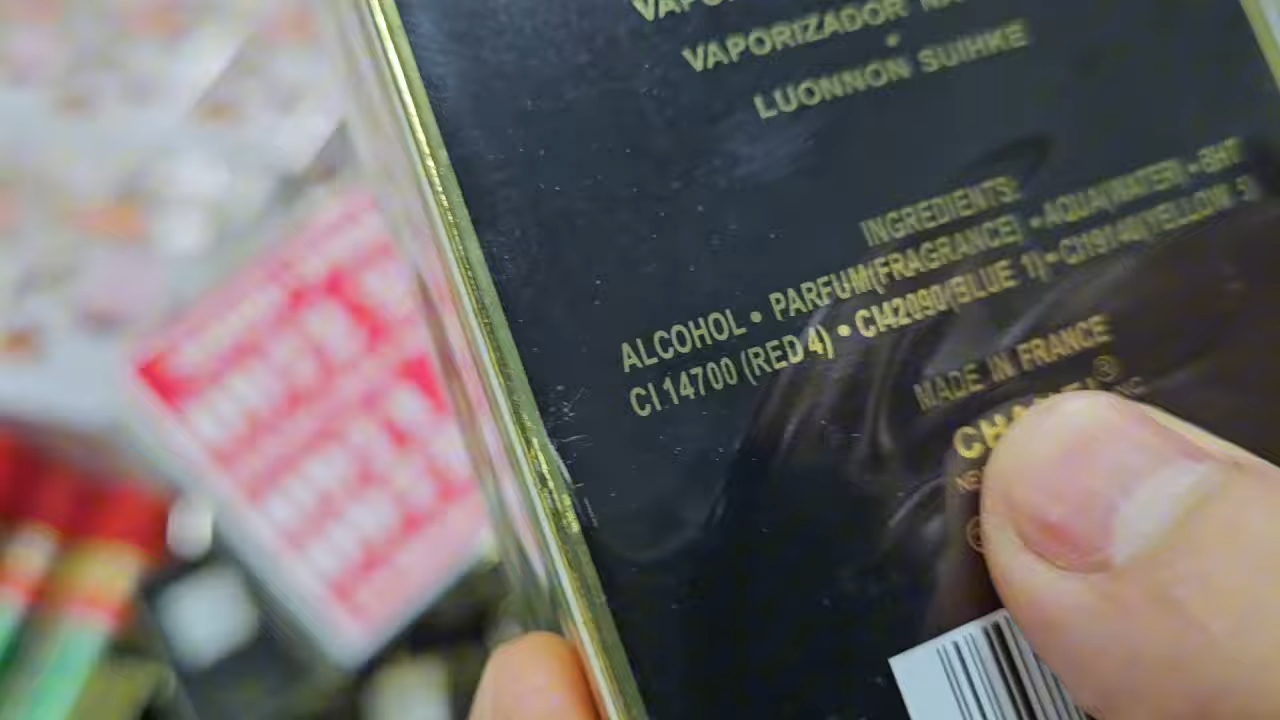 VAPORIZADOR
LUONNON SUIHKE
INGREDIENTS:
ALCOHOL • PARFUM(FRAGRANCE) • AQUA(WATER) • BHT
CI 14700 (RED 4) • CI42090(BLUE 1) • CI19140(YELLOW
MADE IN FRANCE